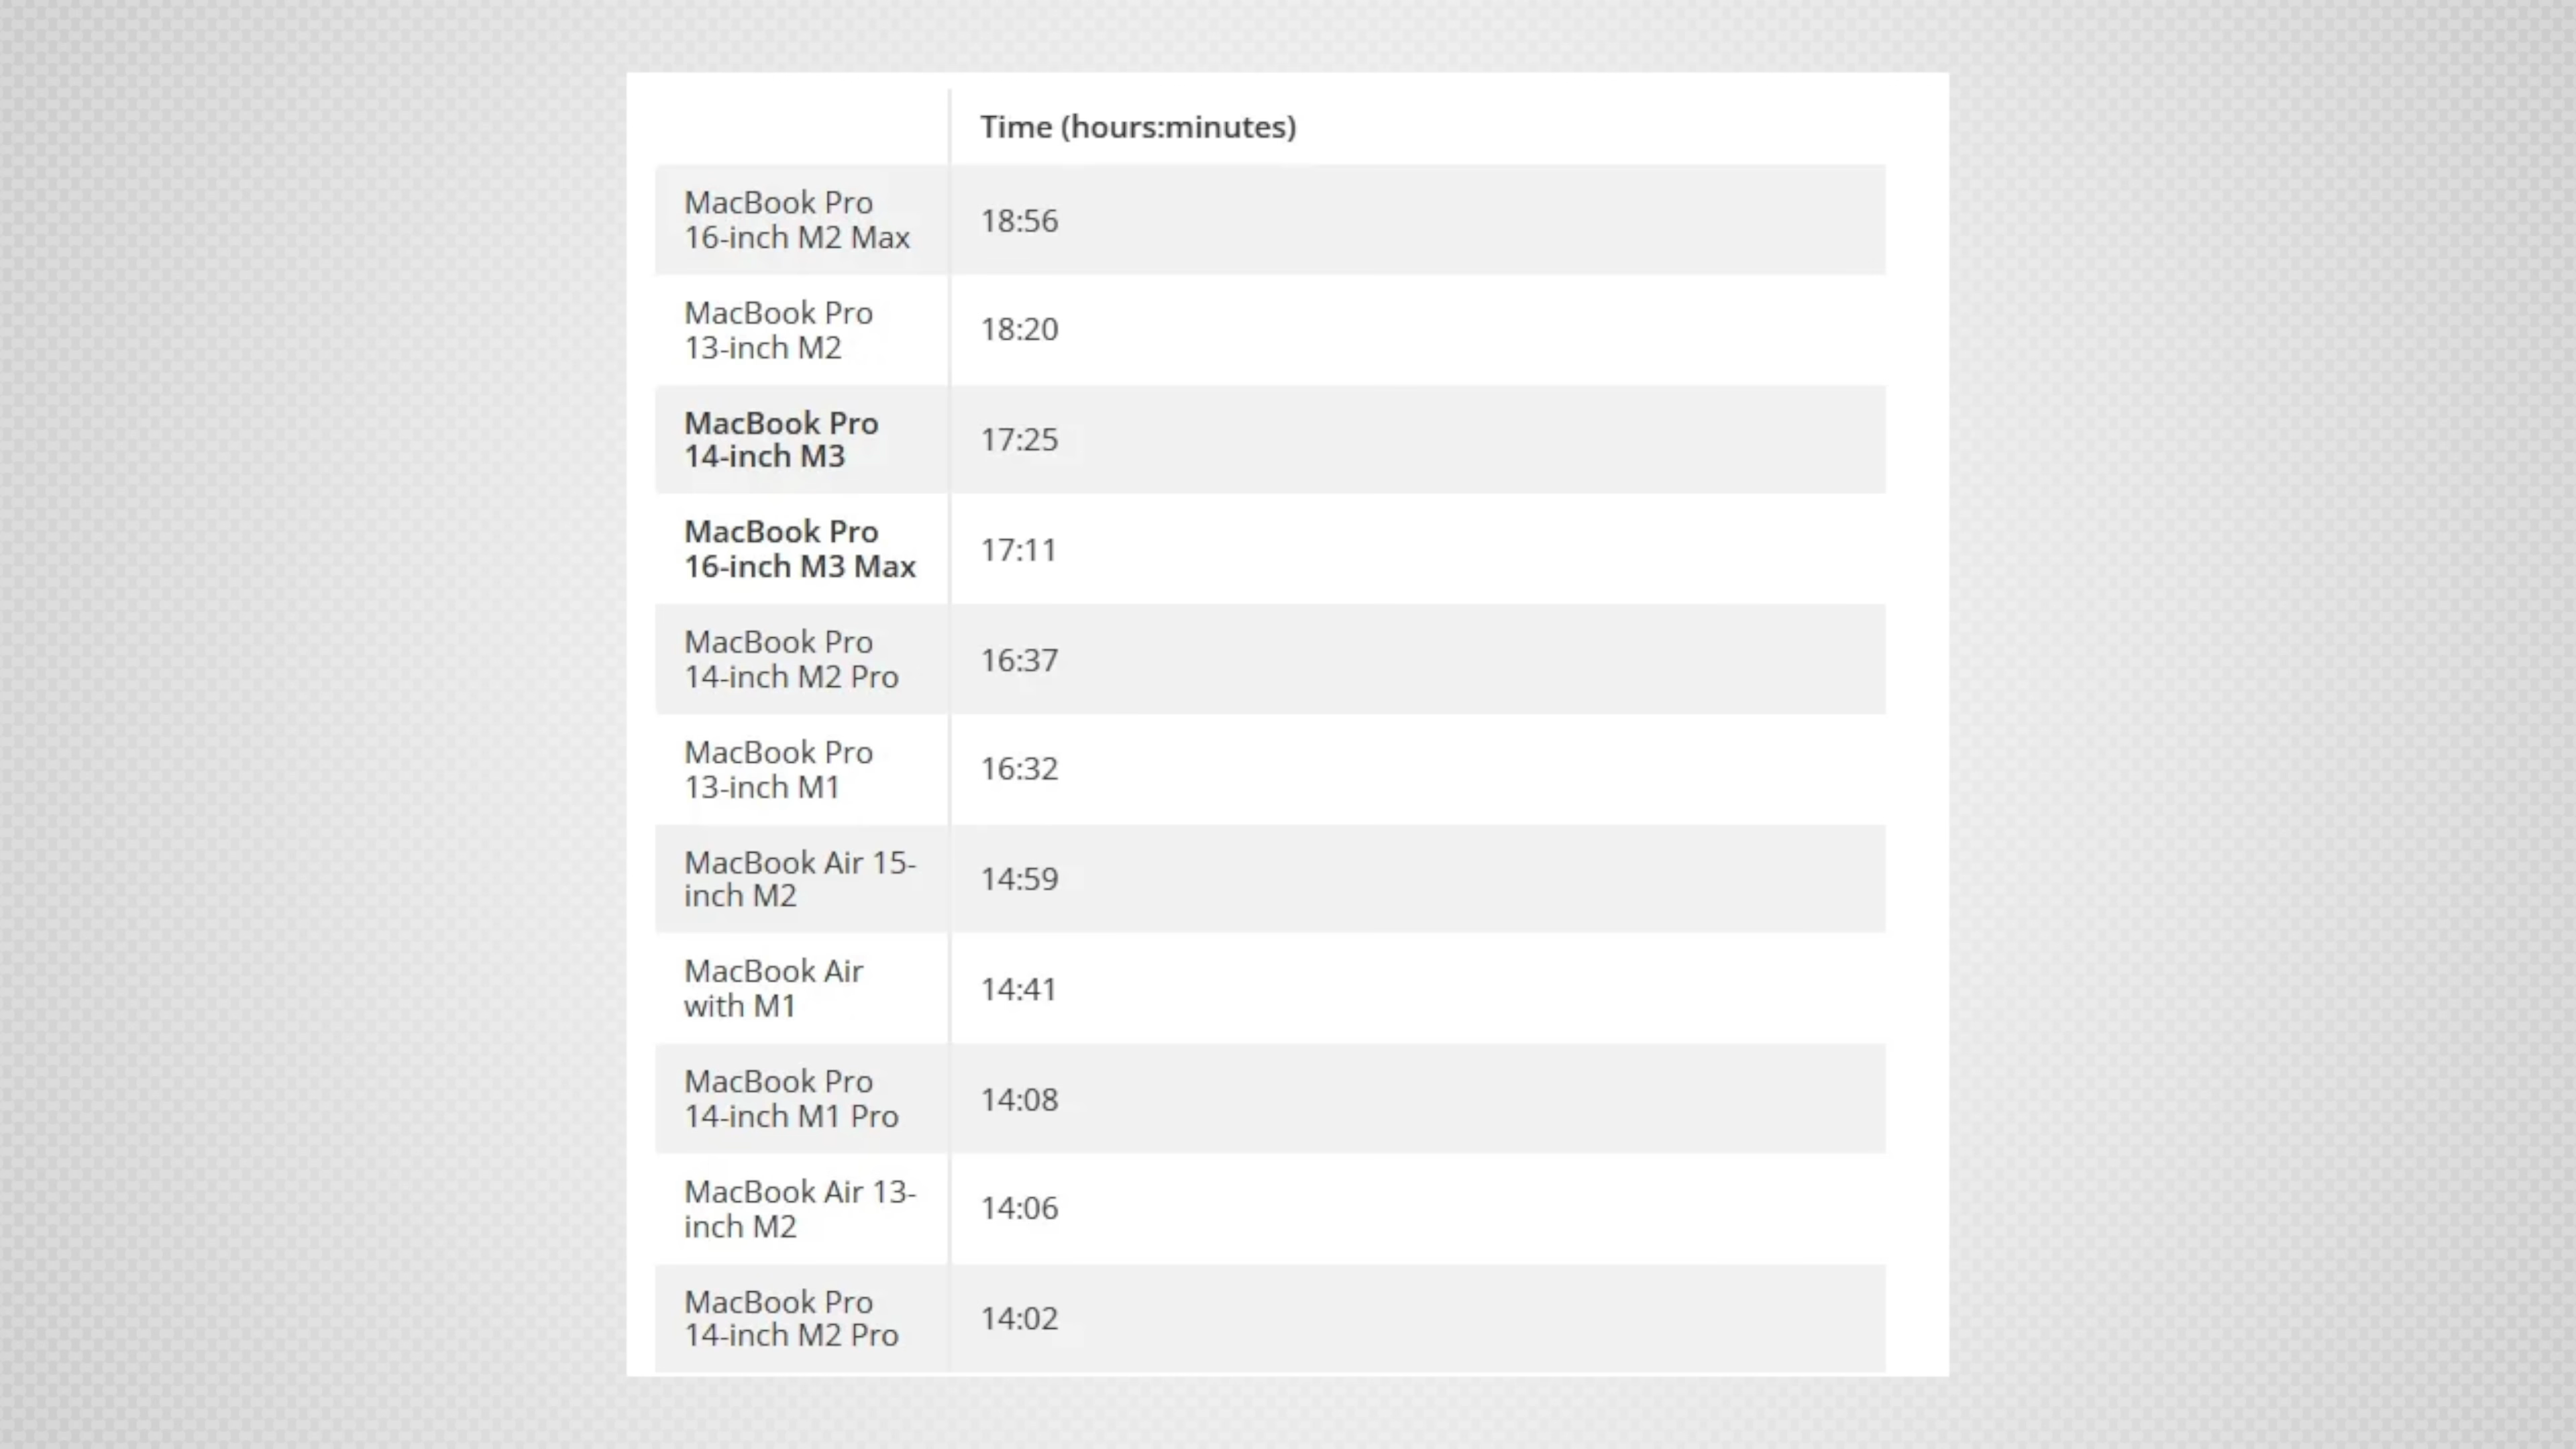 Time (hours:minutes)
MacBook Pro
16-inch M2 Max
18:56
MacBook Pro
13-inch M2
18:20
MacBook Pro
14-inch M3
17:25
MacBook Pro
16-inch M3 Max
17:11
MacBook Pro
14-inch M2 Pro
16:37
MacBook Pro
13-inch M1
16:32
MacBook Air 15-
inch M2
14:59
MacBook Air
with M1
14:41
MacBook Pro
14-inch M1 Pro
14:08
MacBook Air 13-
inch M2
14:06
MacBook Pro
14-inch M2 Pro
14:02